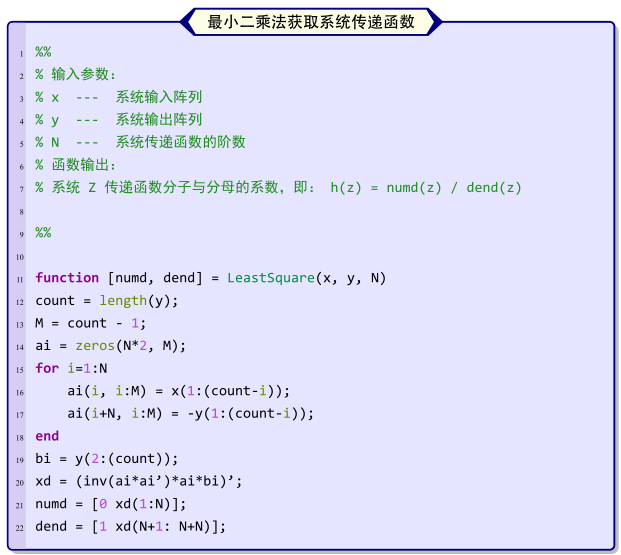 最小二乘法获取系统传递函数
1 %%
2 % 输入参数：
3 % x --- 系统输入阵列
4 % y --- 系统输出阵列
5 % N --- 系统传递函数的阶数
6 % 函数输出：
7 % 系统 Z 传递函数分子与分母的系数，即： h(z) = numd(z) / dend(z)
8
9 %%
10
11 function [numd, dend] = LeastSquare(x, y, N)
12 count = length(y);
13 M = count - 1;
14 ai = zeros(N*2, M);
15 for i=1:N
16     ai(i, i:M) = x(1:(count-i));
17     ai(i+N, i:M) = -y(1:(count-i));
18 end
19 bi = y(2:(count));
20 xd = (inv(ai*ai’)*ai*bi)’;
21 numd = [0 xd(1:N)];
22 dend = [1 xd(N+1: N+N)];